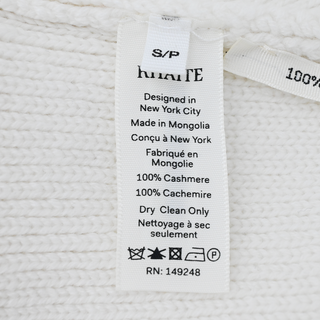 S/P
KHAITE
Designed in
New York City
Made in Mongolia
Conçu à New York
Fabriqué en
Mongolie
100% Cashmere
100% Cachemire
Dry Clean Only
Nettoyage à sec
seulement
RN: 149248
100%